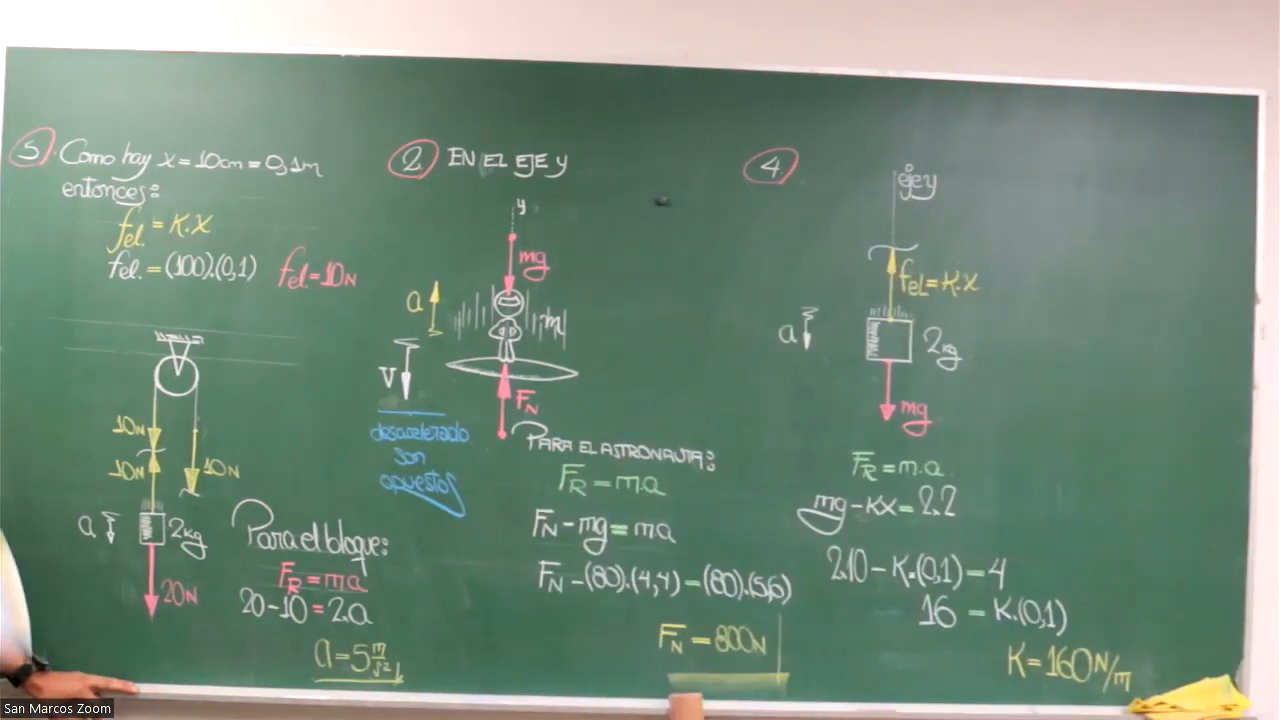 5. Como hay x = 10cm = 0,1m
entonces:
fel. = K.X
fel. = (100).(0,1) fel. = 10N
10N
10N
10N
a
2kg
20N
Para el bloque:
FR = m.a
20-10 = 2.a
a = 5 m/s²
2. EN EL EJE Y
y
mg
a
m
V
FN
desacelerado
son
opuestos
PARA EL ASTRONAUTA:
FR = m.a
FN - mg = m.a
FN - (80).(4,4) = (80).(5,6)
FN = 800N
4.
eje y
fEL = K.X
a
2kg
mg
FR = m.a
mg - KX = 2.2
2.10 - K.(0,1) = 4
16 = K.(0,1)
K = 160 N/m
San Marcos Zoom